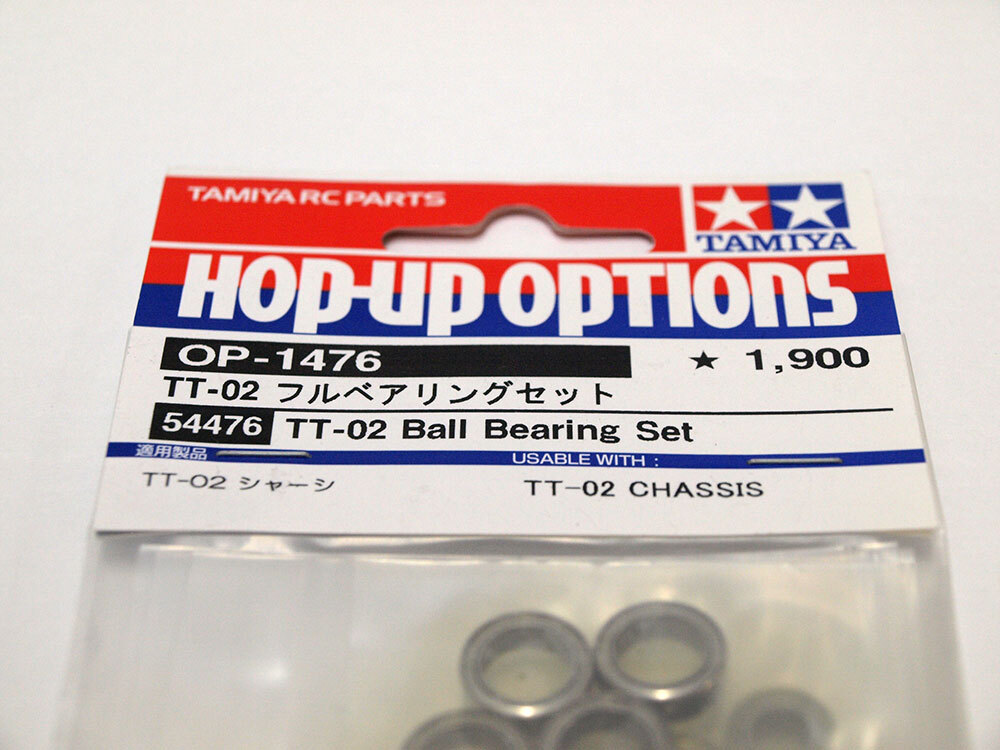 TAMIYA RC PARTS
TAMIYA
HOP-UP OPTIONS
OP-1476
★ 1,900
TT-02 フルベアリングセット
54476 TT-02 Ball Bearing Set
適用製品
USABLE WITH :
TT-02 シャーシ
TT-02 CHASSIS